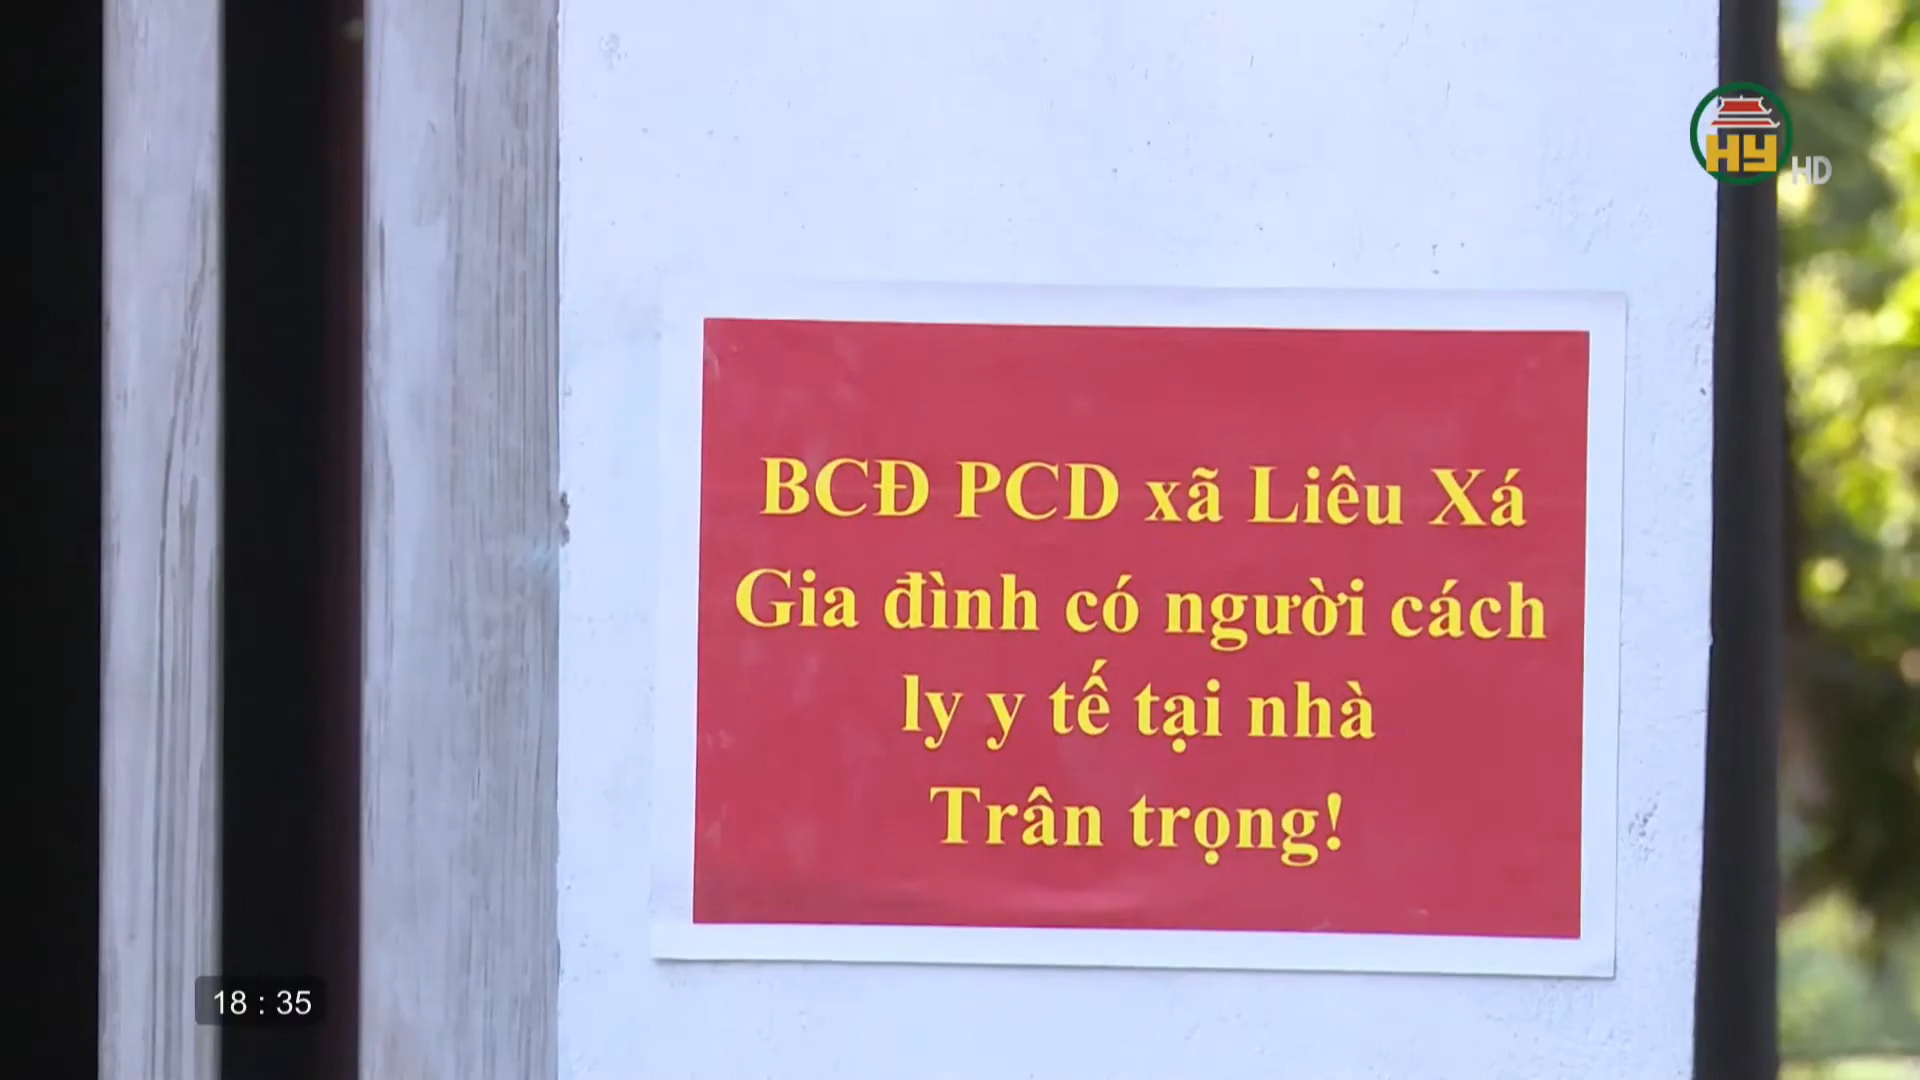 HY HD
BCĐ PCD xã Liêu Xá
Gia đình có người cách
ly y tế tại nhà
Trân trọng!
18 : 35